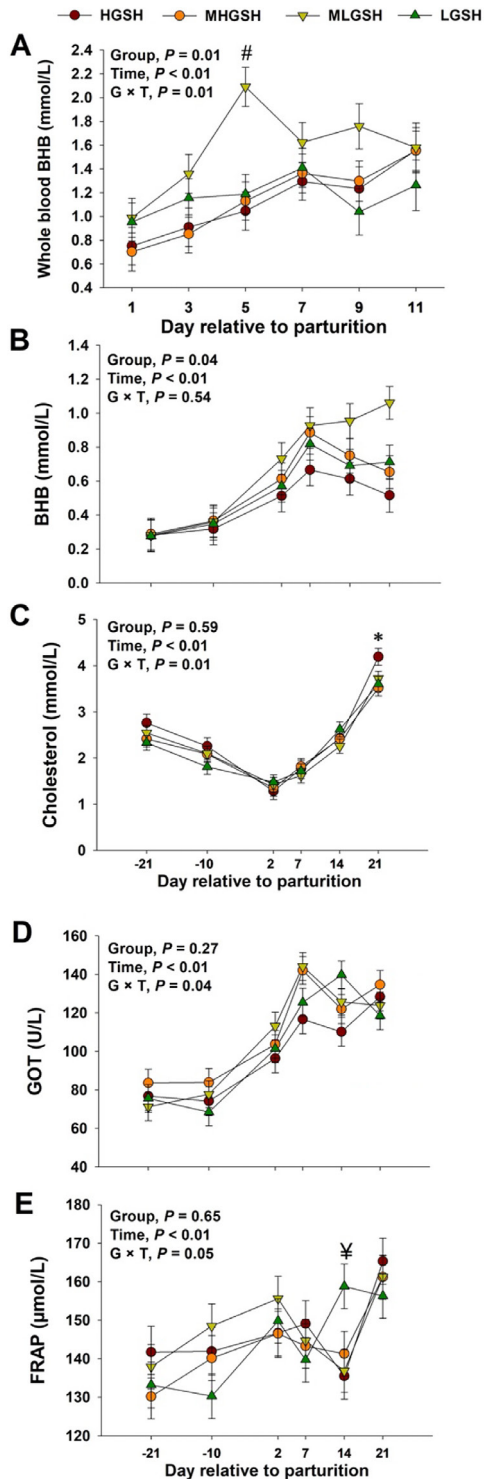 HGSH MHGSH MLGSH LGSH
A
Whole blood BHB (mmol/L)
2.4
2.2
2.0
1.8
1.6
1.4
1.2
1.0
0.8
0.6
0.4
Group, P = 0.01
Time, P < 0.01
G × T, P = 0.01
#
1 3 5 7 9 11
Day relative to parturition
B
BHB (mmol/L)
1.4
1.2
1.0
0.8
0.6
0.4
0.2
0.0
Group, P = 0.04
Time, P < 0.01
G × T, P = 0.54
C
Cholesterol (mmol/L)
5
4
3
2
1
0
Group, P = 0.59
Time, P < 0.01
G × T, P = 0.01
*
-21 -10 2 7 14 21
Day relative to parturition
D
GOT (U/L)
160
140
120
100
80
60
40
Group, P = 0.27
Time, P < 0.01
G × T, P = 0.04
E
FRAP (µmol/L)
180
170
160
150
140
130
120
Group, P = 0.65
Time, P < 0.01
G × T, P = 0.05
¥
-21 -10 2 7 14 21
Day relative to parturition